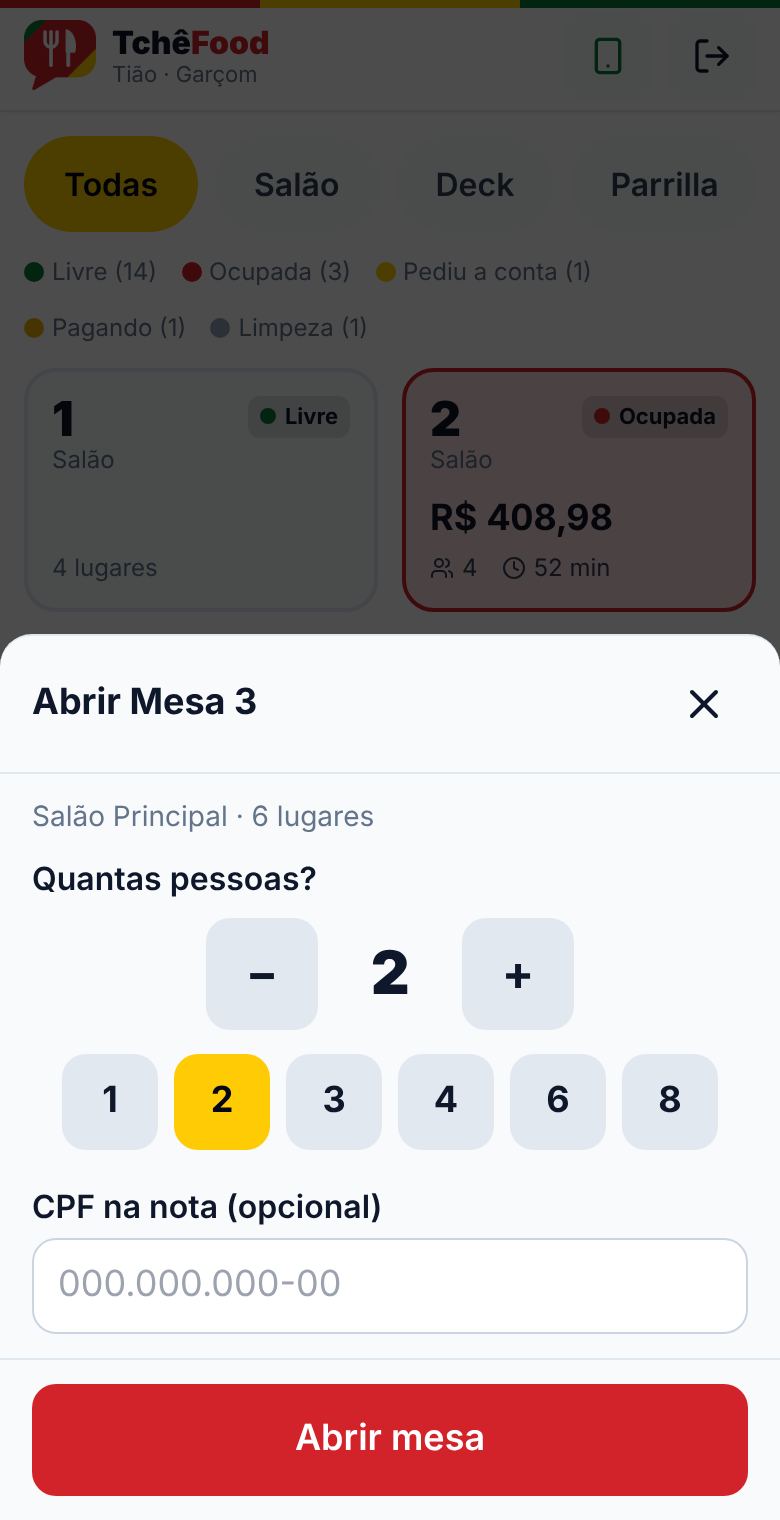 TchêFood
Tião · Garçom
Todas Salão Deck Parrilla
Livre (14) Ocupada (3) Pediu a conta (1)
Pagando (1) Limpeza (1)
1 Livre
Salão
4 lugares
2 Ocupada
Salão
R$ 408,98
4 52 min
Abrir Mesa 3
Salão Principal · 6 lugares
Quantas pessoas?
− 2 +
1 2 3 4 6 8
CPF na nota (opcional)
000.000.000-00
Abrir mesa